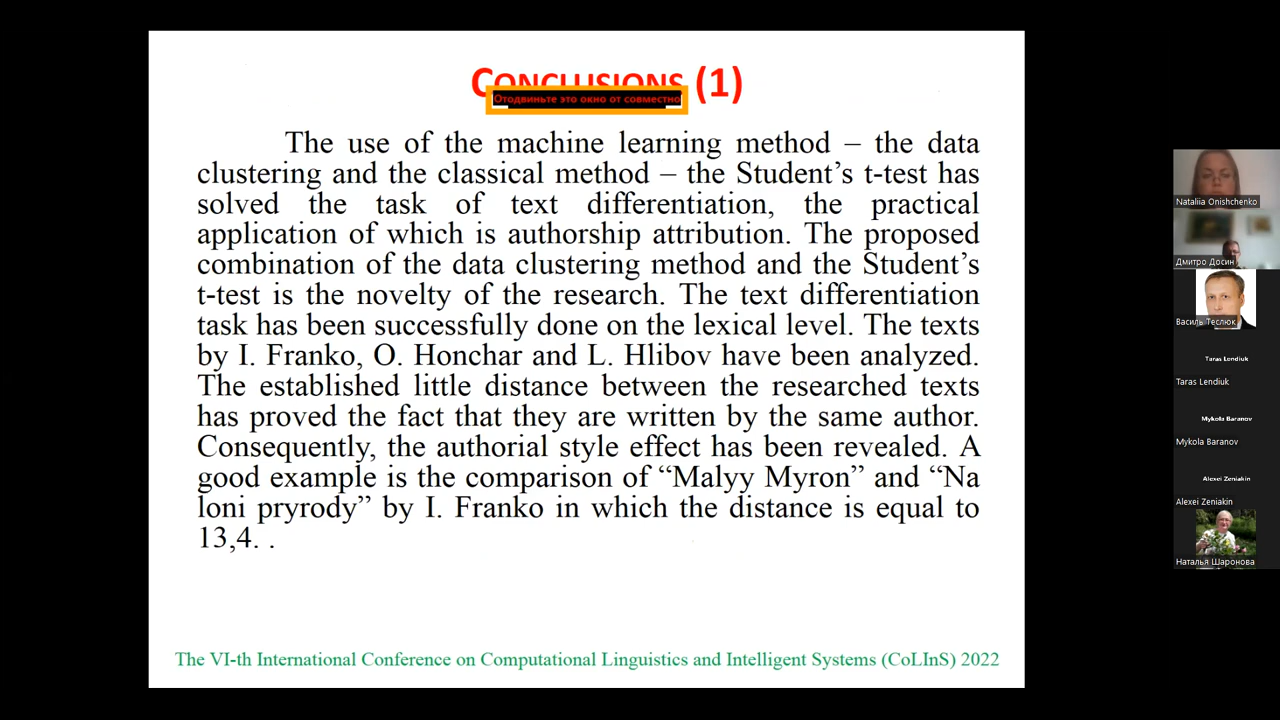 CONCLUSIONS (1)
Отодвиньте это окно от совместно
The use of the machine learning method – the data
clustering and the classical method – the Student’s t-test has
solved the task of text differentiation, the practical
application of which is authorship attribution. The proposed
combination of the data clustering method and the Student’s
t-test is the novelty of the research. The text differentiation
task has been successfully done on the lexical level. The texts
by I. Franko, O. Honchar and L. Hlibov have been analyzed.
The established little distance between the researched texts
has proved the fact that they are written by the same author.
Consequently, the authorial style effect has been revealed. A
good example is the comparison of “Malyy Myron” and “Na
loni pryrody” by I. Franko in which the distance is equal to
13,4. .
The VI-th International Conference on Computational Linguistics and Intelligent Systems (CoLInS) 2022
Nataliia Onishchenko
Дмитро Досин
Василь Теслюк
Taras Lendiuk
Taras Lendiuk
Mykola Baranov
Mykola Baranov
Alexei Zeniakin
Alexei Zeniakin
Наталья Шаронова